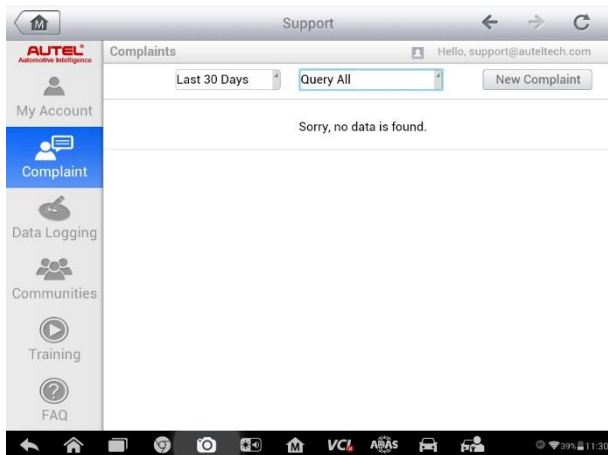 M
Support
AUTEL
Automotive Intelligence
Complaints
Hello, support@auteltech.com
Last 30 Days
Query All
New Complaint
My Account
Sorry, no data is found.
Complaint
Data Logging
Communities
Training
FAQ
M
VCI
ADAS
39%
11:30